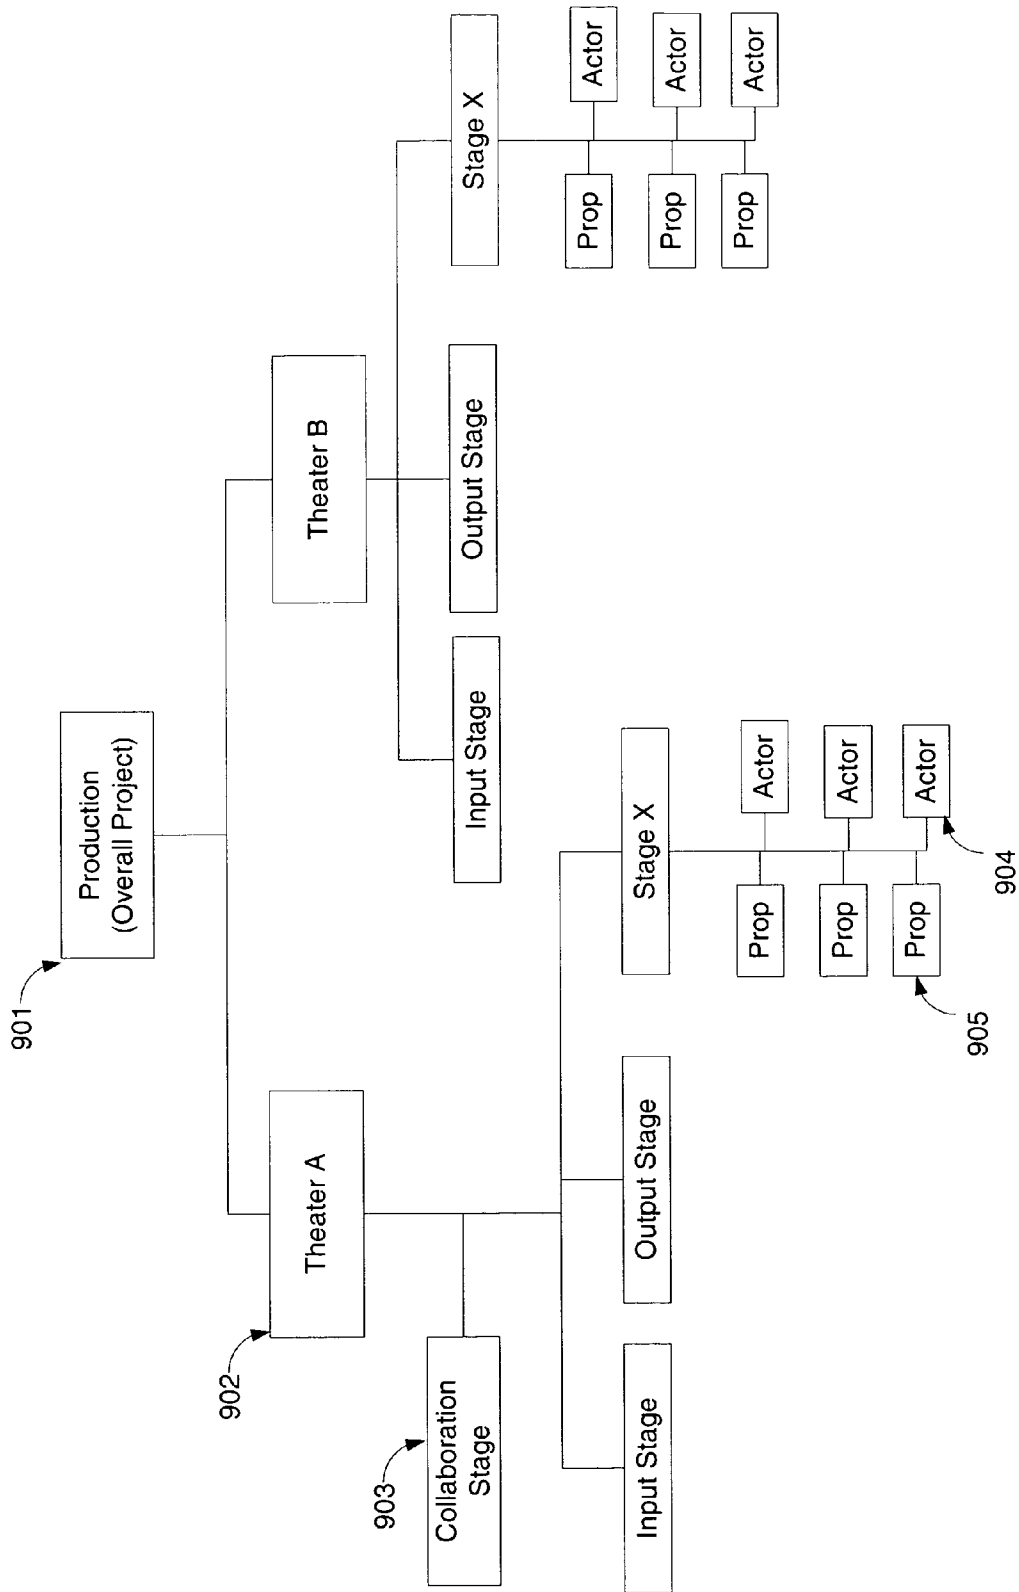 901
Production
(Overall Project)
902
Theater A
Theater B
903
Collaboration
Stage
Input Stage
Output Stage
Stage X
Input Stage
Output Stage
Stage X
Prop
Actor
Prop
Actor
Prop
Actor
905
904
Prop
Actor
Prop
Actor
Prop
Actor